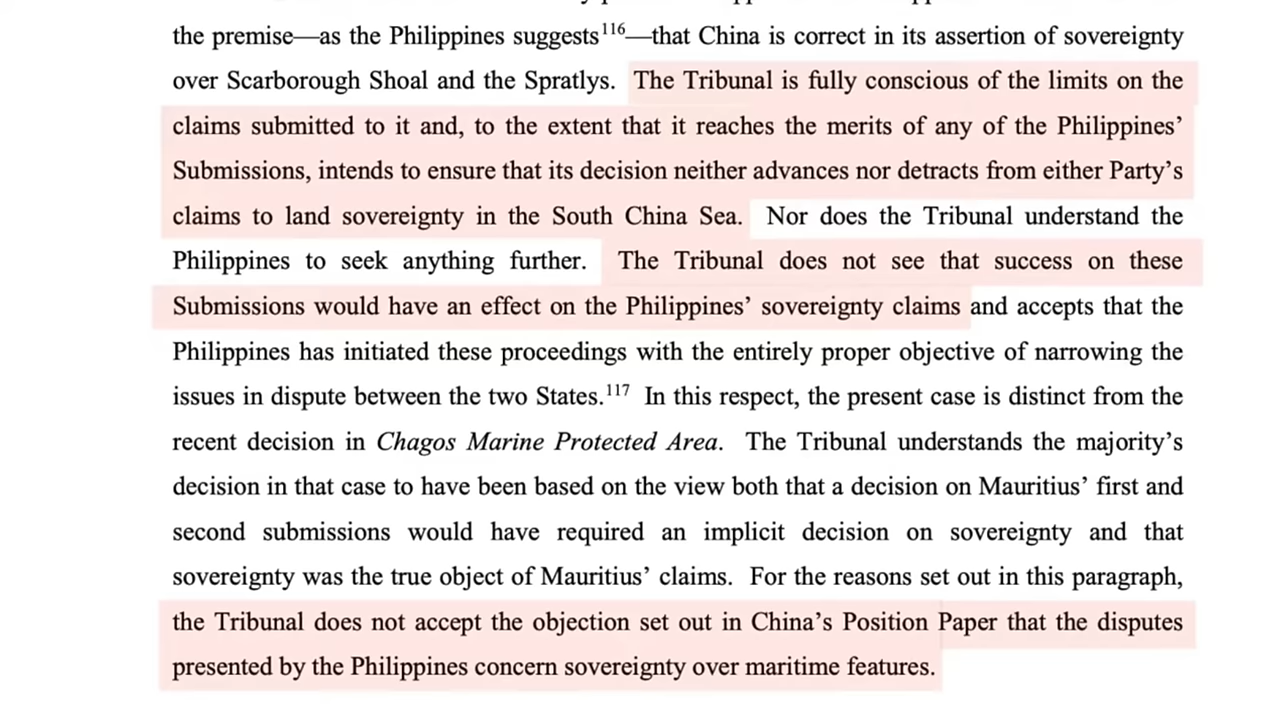 the premise—as the Philippines suggests116—that China is correct in its assertion of sovereignty
over Scarborough Shoal and the Spratlys. The Tribunal is fully conscious of the limits on the
claims submitted to it and, to the extent that it reaches the merits of any of the Philippines’
Submissions, intends to ensure that its decision neither advances nor detracts from either Party’s
claims to land sovereignty in the South China Sea. Nor does the Tribunal understand the
Philippines to seek anything further. The Tribunal does not see that success on these
Submissions would have an effect on the Philippines’ sovereignty claims and accepts that the
Philippines has initiated these proceedings with the entirely proper objective of narrowing the
issues in dispute between the two States.117 In this respect, the present case is distinct from the
recent decision in Chagos Marine Protected Area. The Tribunal understands the majority’s
decision in that case to have been based on the view both that a decision on Mauritius’ first and
second submissions would have required an implicit decision on sovereignty and that
sovereignty was the true object of Mauritius’ claims. For the reasons set out in this paragraph,
the Tribunal does not accept the objection set out in China’s Position Paper that the disputes
presented by the Philippines concern sovereignty over maritime features.